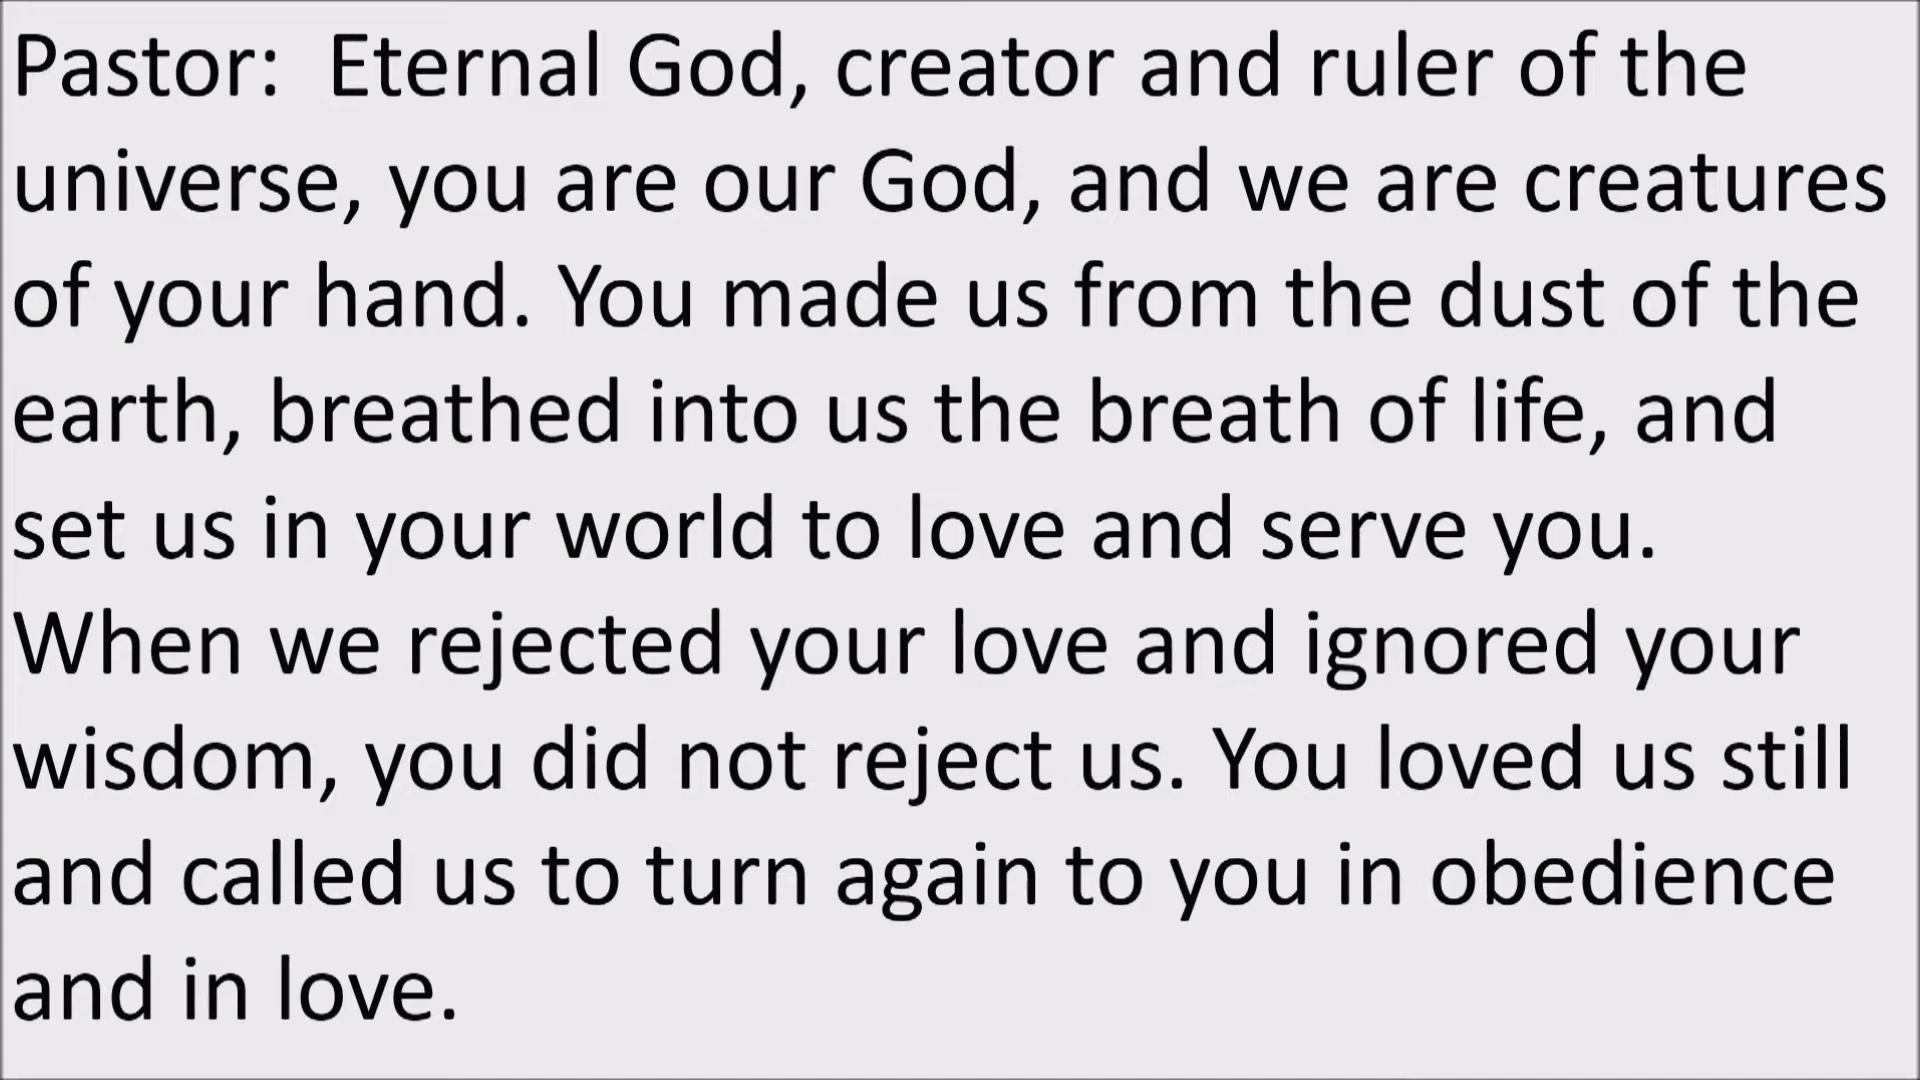 Pastor:  Eternal God, creator and ruler of the
universe, you are our God, and we are creatures
of your hand. You made us from the dust of the
earth, breathed into us the breath of life, and
set us in your world to love and serve you.
When we rejected your love and ignored your
wisdom, you did not reject us. You loved us still
and called us to turn again to you in obedience
and in love.